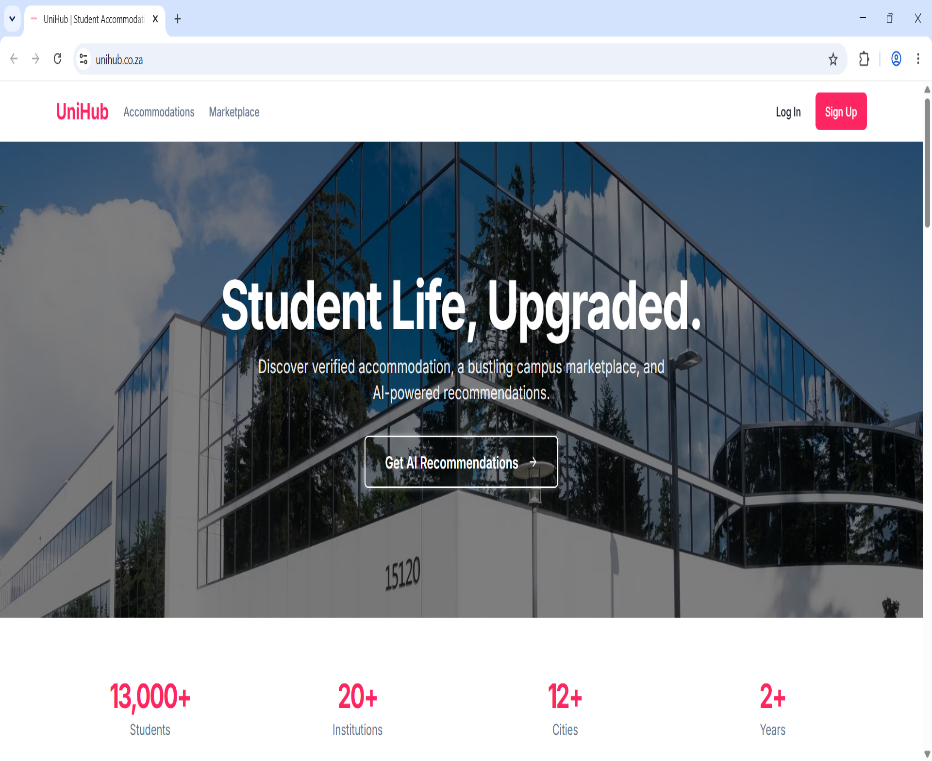 UniHub | Student Accommodati
unihub.co.za
UniHub Accommodations Marketplace Log In Sign Up
Student Life, Upgraded.
Discover verified accommodation, a bustling campus marketplace, and
AI-powered recommendations.
Get AI Recommendations →
15120
13,000+ 20+ 12+ 2+
Students Institutions Cities Years